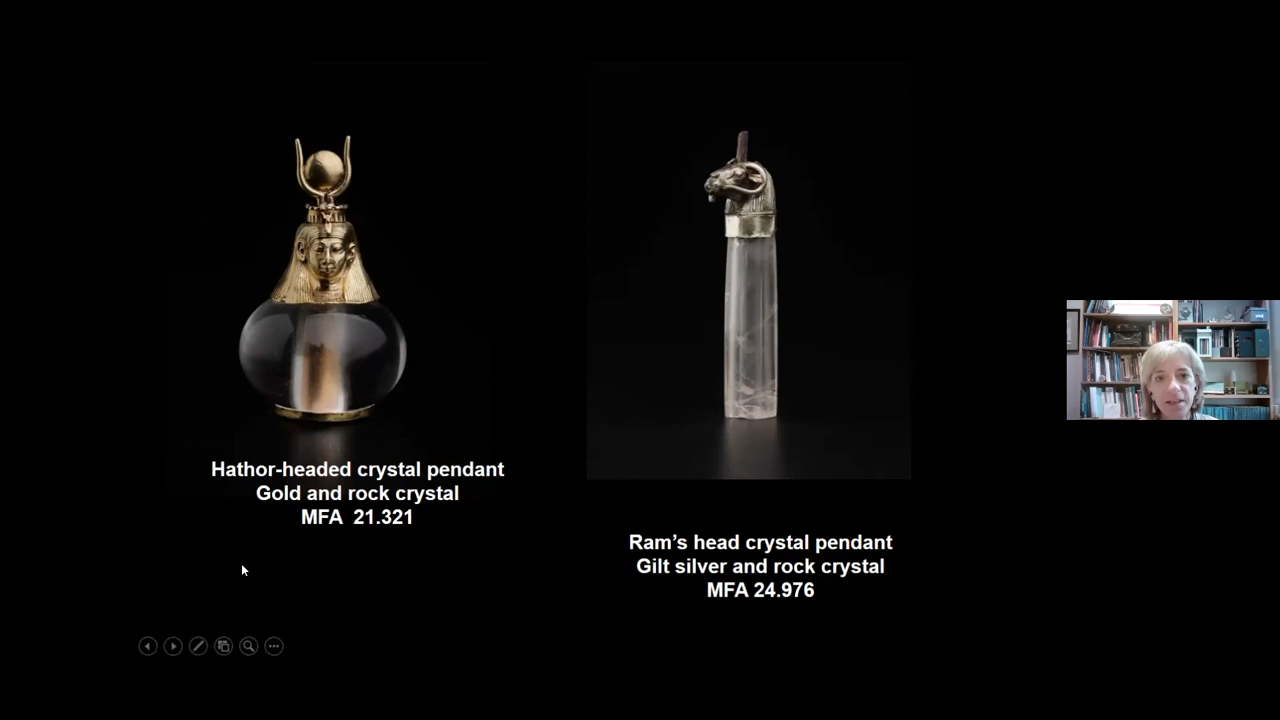 Hathor-headed crystal pendant
Gold and rock crystal
MFA  21.321
Ram’s head crystal pendant
Gilt silver and rock crystal
MFA 24.976